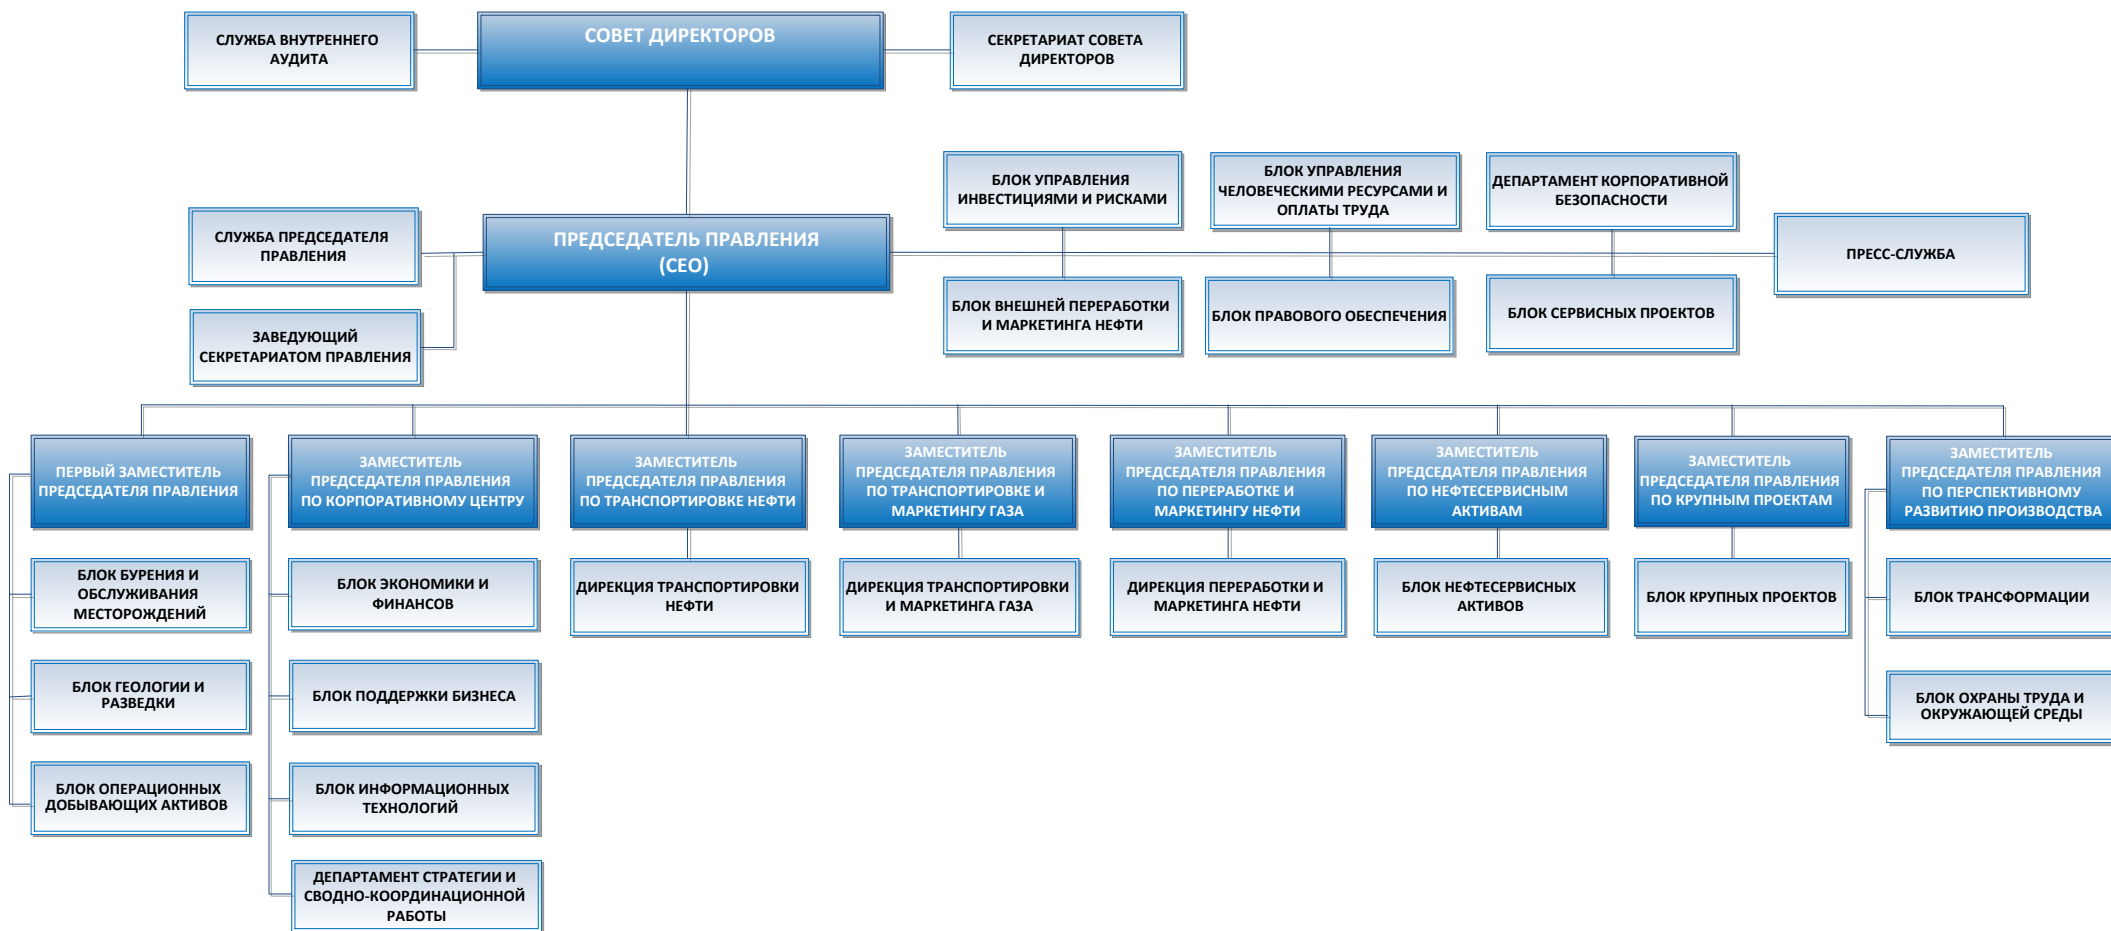 СЛУЖБА ВНУТРЕННЕГО
АУДИТА
СОВЕТ ДИРЕКТОРОВ
СЕКРЕТАРИАТ СОВЕТА
ДИРЕКТОРОВ
БЛОК УПРАВЛЕНИЯ
ИНВЕСТИЦИЯМИ И РИСКАМИ
БЛОК УПРАВЛЕНИЯ
ЧЕЛОВЕЧЕСКИМИ РЕСУРСАМИ И
ОПЛАТЫ ТРУДА
ДЕПАРТАМЕНТ КОРПОРАТИВНОЙ
БЕЗОПАСНОСТИ
СЛУЖБА ПРЕДСЕДАТЕЛЯ
ПРАВЛЕНИЯ
ПРЕДСЕДАТЕЛЬ ПРАВЛЕНИЯ
(CEO)
ПРЕСС-СЛУЖБА
ЗАВЕДУЮЩИЙ
СЕКРЕТАРИАТОМ ПРАВЛЕНИЯ
БЛОК ВНЕШНЕЙ ПЕРЕРАБОТКИ
И МАРКЕТИНГА НЕФТИ
БЛОК ПРАВОВОГО ОБЕСПЕЧЕНИЯ
БЛОК СЕРВИСНЫХ ПРОЕКТОВ
ПЕРВЫЙ ЗАМЕСТИТЕЛЬ
ПРЕДСЕДАТЕЛЯ ПРАВЛЕНИЯ
ЗАМЕСТИТЕЛЬ
ПРЕДСЕДАТЕЛЯ ПРАВЛЕНИЯ
ПО КОРПОРАТИВНОМУ ЦЕНТРУ
ЗАМЕСТИТЕЛЬ
ПРЕДСЕДАТЕЛЯ ПРАВЛЕНИЯ
ПО ТРАНСПОРТИРОВКЕ НЕФТИ
ЗАМЕСТИТЕЛЬ
ПРЕДСЕДАТЕЛЯ ПРАВЛЕНИЯ
ПО ТРАНСПОРТИРОВКЕ И
МАРКЕТИНГУ ГАЗА
ЗАМЕСТИТЕЛЬ
ПРЕДСЕДАТЕЛЯ ПРАВЛЕНИЯ
ПО ПЕРЕРАБОТКЕ И
МАРКЕТИНГУ НЕФТИ
ЗАМЕСТИТЕЛЬ
ПРЕДСЕДАТЕЛЯ ПРАВЛЕНИЯ
ПО НЕФТЕСЕРВИСНЫМ
АКТИВАМ
ЗАМЕСТИТЕЛЬ
ПРЕДСЕДАТЕЛЯ ПРАВЛЕНИЯ
ПО КРУПНЫМ ПРОЕКТАМ
ЗАМЕСТИТЕЛЬ
ПРЕДСЕДАТЕЛЯ ПРАВЛЕНИЯ
ПО ПЕРСПЕКТИВНОМУ
РАЗВИТИЮ ПРОИЗВОДСТВА
БЛОК БУРЕНИЯ И
ОБСЛУЖИВАНИЯ
МЕСТОРОЖДЕНИЙ
БЛОК ЭКОНОМИКИ И
ФИНАНСОВ
ДИРЕКЦИЯ ТРАНСПОРТИРОВКИ
НЕФТИ
ДИРЕКЦИЯ ТРАНСПОРТИРОВКИ
И МАРКЕТИНГА ГАЗА
ДИРЕКЦИЯ ПЕРЕРАБОТКИ И
МАРКЕТИНГА НЕФТИ
БЛОК НЕФТЕСЕРВИСНЫХ
АКТИВОВ
БЛОК КРУПНЫХ ПРОЕКТОВ
БЛОК ТРАНСФОРМАЦИИ
БЛОК ГЕОЛОГИИ И
РАЗВЕДКИ
БЛОК ПОДДЕРЖКИ БИЗНЕСА
БЛОК ОХРАНЫ ТРУДА И
ОКРУЖАЮЩЕЙ СРЕДЫ
БЛОК ОПЕРАЦИОННЫХ
ДОБЫВАЮЩИХ АКТИВОВ
БЛОК ИНФОРМАЦИОННЫХ
ТЕХНОЛОГИЙ
ДЕПАРТАМЕНТ СТРАТЕГИИ И
СВОДНО-КООРДИНАЦИОННОЙ
РАБОТЫ